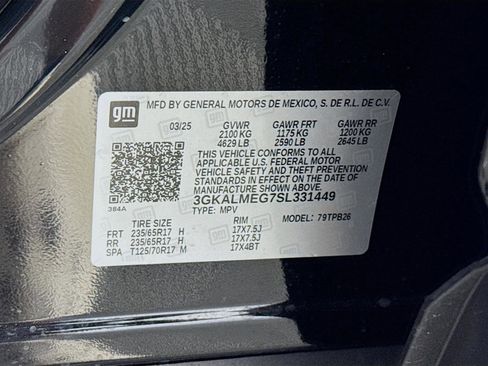 gm
MFD BY GENERAL MOTORS DE MEXICO, S. DE R.L. DE C.V.
03/25 GVWR GAWR FRT GAWR RR
2100 KG 1175 KG 1200 KG
4629 LB 2590 LB 2645 LB
THIS VEHICLE CONFORMS TO ALL
APPLICABLE U.S. FEDERAL MOTOR
VEHICLE SAFETY AND THEFT
PREVENTION STANDARDS IN EFFECT
ON THE DATE OF MANUFACTURE
SHOWN ABOVE.
3GKALMEG7SL331449
384A
TYPE: MPV MODEL: 79TPB26
TIRE SIZE RIM
FRT 235/65R17 H 17X7.5J
RR 235/65R17 H 17X7.5J
SPA T125/70R17 M 17X4BT